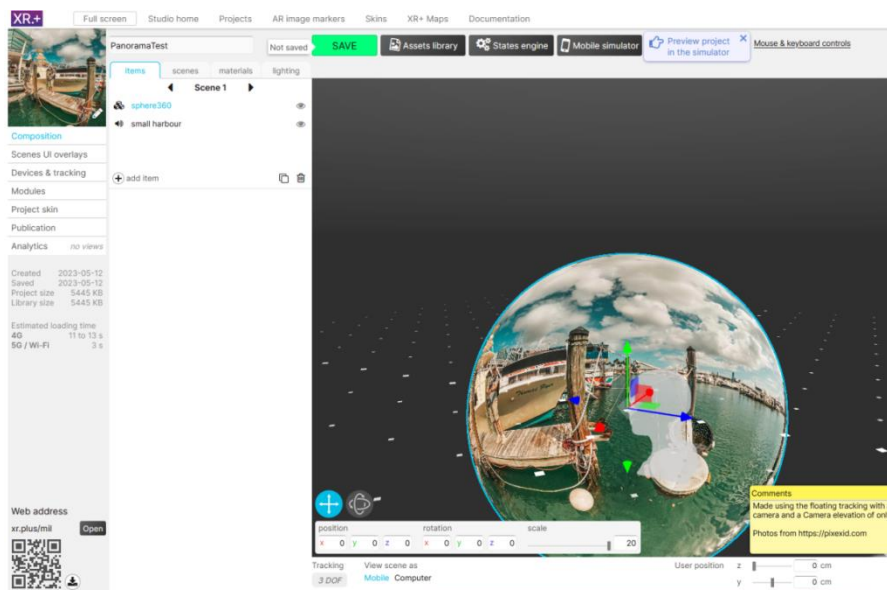 XR.+
Full screen
Studio home
Projects
AR image markers
Skins
XR+ Maps
Documentation
PanoramaTest
Not saved
SAVE
Assets library
States engine
Mobile simulator
Preview project
in the simulator
Mouse & keyboard controls
items
scenes
materials
lighting
Scene 1
sphere360
small harbour
add item
Composition
Scenes UI overlays
Devices & tracking
Modules
Project skin
Publication
Analytics no views
Created 2023-05-12
Saved 2023-05-12
Project size 5445 KB
Library size 5445 KB
Estimated loading time
4G 11 to 13 s
5G / Wi-Fi 3 s
Web address
xr.plus/mil
Open
Comments
Made using the floating tracking with
camera and a Camera elevation of onl
Photos from https://pixexid.com
position rotation scale
x 0 y 0 z 0 x 0 y 0 z 0 20
Tracking View scene as User position z 0 cm
3 DOF Mobile Computer y 0 cm